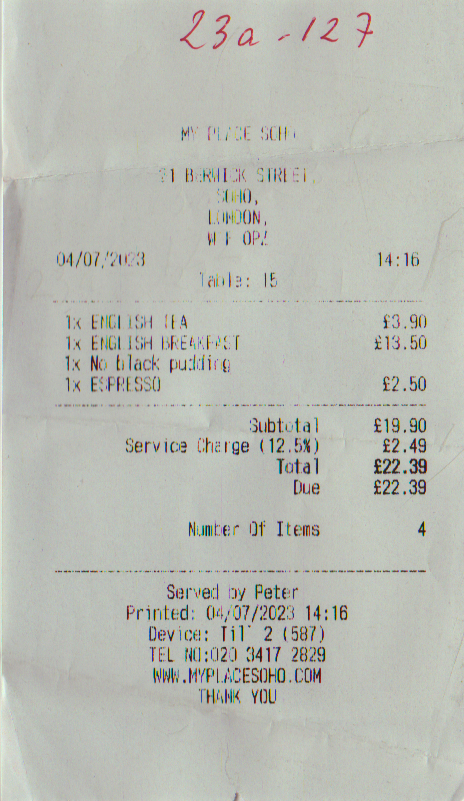 23a-127
MY PLACE SOHO
21 BERWICK STREET,
SOHO,
LONDON,
W1F 0PZ
04/07/2023 14:16
Table: 15
1x ENGLISH TEA £3.90
1x ENGLISH BREAKFAST £13.50
1x No black pudding
1x ESPRESSO £2.50
Subtotal £19.90
Service Charge (12.5%) £2.49
Total £22.39
Due £22.39
Number Of Items 4
Served by Peter
Printed: 04/07/2023 14:16
Device: Till 2 (587)
TEL NO:020 3417 2829
WWW.MYPLACESOHO.COM
THANK YOU